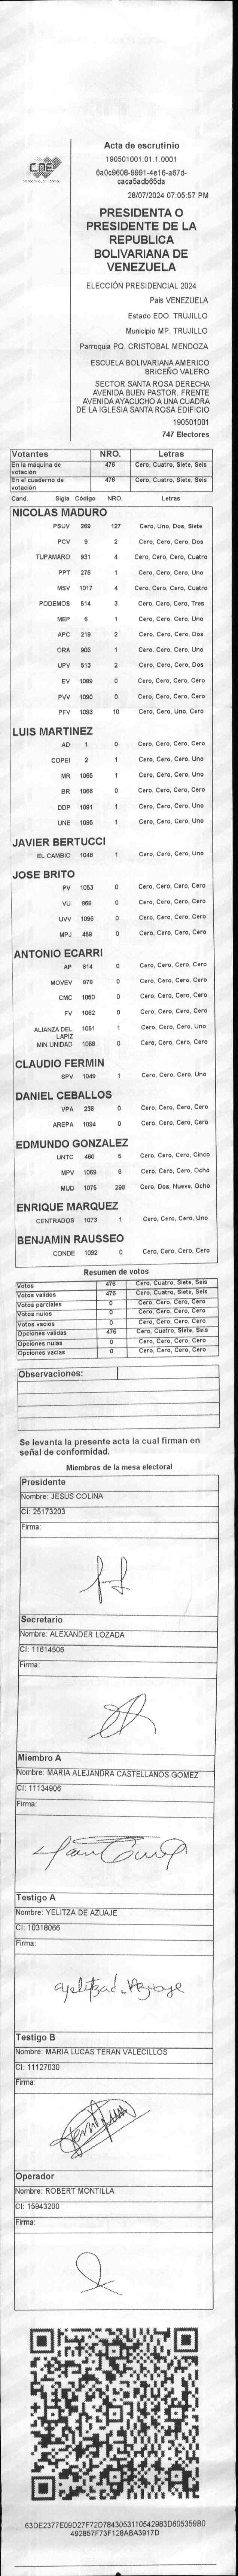 CNE
Acta de escrutinio
190501001.01.1.0001
6a0c9608-9991-4e16-a67d-
caca5adb65da
28/07/2024 07:05:57 PM
PRESIDENTA O
PRESIDENTE DE LA
REPUBLICA
BOLIVARIANA DE
VENEZUELA
ELECCIÓN PRESIDENCIAL 2024
País VENEZUELA
Estado EDO. TRUJILLO
Municipio MP. TRUJILLO
Parroquia PQ. CRISTOBAL MENDOZA
ESCUELA BOLIVARIANA AMERICO
BRICEÑO VALERO
SECTOR SANTA ROSA DERECHA
AVENIDA BUEN PASTOR. FRENTE
AVENIDA AYACUCHO A UNA CUADRA
DE LA IGLESIA SANTA ROSA EDIFICIO
190501001
747 Electores
Votantes NRO. Letras
En la máquina de votación 476 Cero, Cuatro, Siete, Seis
En el cuaderno de votación 476 Cero, Cuatro, Siete, Seis
Cand. Sigla Código NRO. Letras
NICOLAS MADURO
PSUV 269 127 Cero, Uno, Dos, Siete
PCV 9 2 Cero, Cero, Cero, Dos
TUPAMARO 931 4 Cero, Cero, Cero, Cuatro
PPT 276 1 Cero, Cero, Cero, Uno
MSV 1017 4 Cero, Cero, Cero, Cuatro
PODEMOS 514 3 Cero, Cero, Cero, Tres
MEP 6 1 Cero, Cero, Cero, Uno
APC 219 2 Cero, Cero, Cero, Dos
ORA 906 1 Cero, Cero, Cero, Uno
UPV 513 2 Cero, Cero, Cero, Dos
EV 1089 0 Cero, Cero, Cero, Cero
PVV 1090 0 Cero, Cero, Cero, Cero
PFV 1093 10 Cero, Cero, Uno, Cero
LUIS MARTINEZ
AD 1 0 Cero, Cero, Cero, Cero
COPEI 2 1 Cero, Cero, Cero, Uno
MR 1065 1 Cero, Cero, Cero, Uno
BR 1066 0 Cero, Cero, Cero, Cero
DDP 1091 1 Cero, Cero, Cero, Uno
UNE 1095 1 Cero, Cero, Cero, Uno
JAVIER BERTUCCI
EL CAMBIO 1048 1 Cero, Cero, Cero, Uno
JOSE BRITO
PV 1053 0 Cero, Cero, Cero, Cero
VU 868 0 Cero, Cero, Cero, Cero
UVV 1096 0 Cero, Cero, Cero, Cero
MPJ 458 0 Cero, Cero, Cero, Cero
ANTONIO ECARRI
AP 814 0 Cero, Cero, Cero, Cero
MOVEV 878 0 Cero, Cero, Cero, Cero
CMC 1050 0 Cero, Cero, Cero, Cero
FV 1062 0 Cero, Cero, Cero, Cero
ALIANZA DEL LAPIZ 1051 1 Cero, Cero, Cero, Uno
MIN UNIDAD 1068 0 Cero, Cero, Cero, Cero
CLAUDIO FERMIN
SPV 1049 1 Cero, Cero, Cero, Uno
DANIEL CEBALLOS
VPA 236 0 Cero, Cero, Cero, Cero
AREPA 1094 0 Cero, Cero, Cero, Cero
EDMUNDO GONZALEZ
UNTC 460 5 Cero, Cero, Cero, Cinco
MPV 1069 8 Cero, Cero, Cero, Ocho
MUD 1075 298 Cero, Dos, Nueve, Ocho
ENRIQUE MARQUEZ
CENTRADOS 1073 1 Cero, Cero, Cero, Uno
BENJAMIN RAUSSEO
CONDE 1092 0 Cero, Cero, Cero, Cero
Resumen de votos
Votos 476 Cero, Cuatro, Siete, Seis
Votos validos 476 Cero, Cuatro, Siete, Seis
Votos parciales 0 Cero, Cero, Cero, Cero
Votos nulos 0 Cero, Cero, Cero, Cero
Votos vacios 0 Cero, Cero, Cero, Cero
Opciones validas 476 Cero, Cuatro, Siete, Seis
Opciones nulas 0 Cero, Cero, Cero, Cero
Opciones vacias 0 Cero, Cero, Cero, Cero
Observaciones:
Se levanta la presente acta la cual firman en
señal de conformidad.
Miembros de la mesa electoral
Presidente
Nombre: JESUS COLINA
CI: 25173203
Firma:
Secretario
Nombre: ALEXANDER LOZADA
CI: 11614506
Firma:
Miembro A
Nombre: MARIA ALEJANDRA CASTELLANOS GOMEZ
CI: 11134906
Firma:
Testigo A
Nombre: YELITZA DE AZUAJE
CI: 10318066
Firma:
Testigo B
Nombre: MARIA LUCAS TERAN VALECILLOS
CI: 11127030
Firma:
Operador
Nombre: ROBERT MONTILLA
CI: 15943200
Firma:
63DE2377E09D27F72D7843053110542983D605359B0
492857F73F128ABA3917D